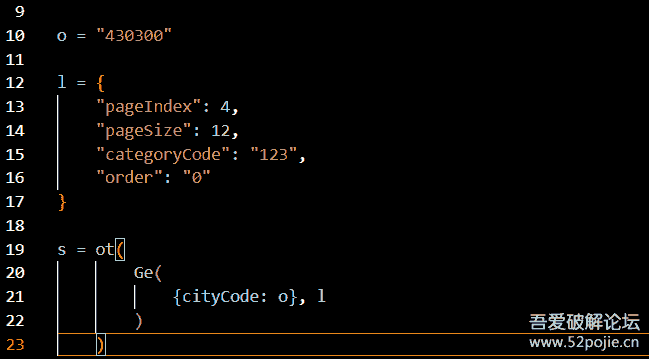 9
10 o = "430300"
11
12 l = {
13 "pageIndex": 4,
14 "pageSize": 12,
15 "categoryCode": "123",
16 "order": "0"
17 }
18
19 s = ot(
20 Ge(
21 {cityCode: o}, l
22 )
23 )
吾爱破解论坛
www.52pojie.cn